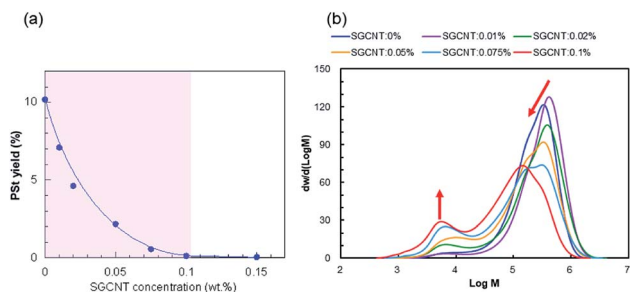 (a)
10
5
0
0
0.05
0.10
0.15
PSt yield (%)
SGCNT concentration (wt.%)
(b)
SGCNT:0% SGCNT:0.01% SGCNT:0.02%
SGCNT:0.05% SGCNT:0.075% SGCNT:0.1%
150
120
90
60
30
0
2 3 4 5 6 7
dw/d(LogM)
Log M